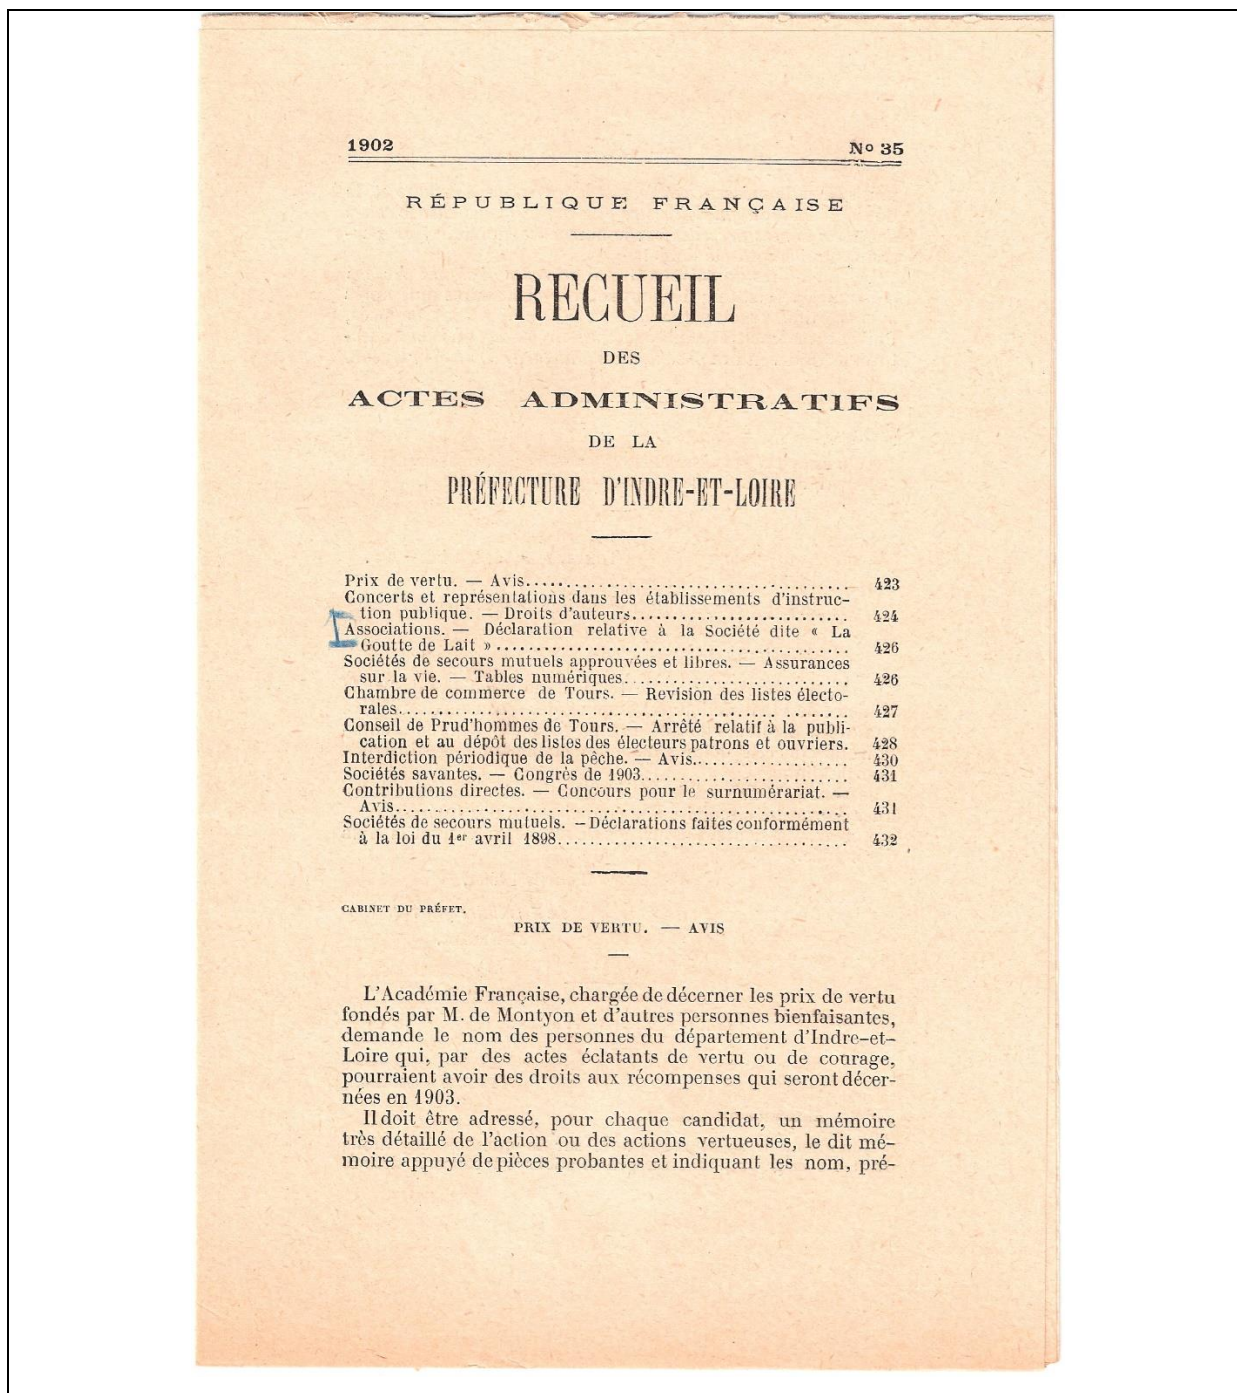 1902 Nº 35
RÉPUBLIQUE FRANÇAISE
RECUEIL
DES
ACTES ADMINISTRATIFS
DE LA
PRÉFECTURE D'INDRE-ET-LOIRE
Prix de vertu. — Avis........................................ 423
Concerts et représentations dans les établissements d'instruc-
tion publique. — Droits d'auteurs........................... 424
Associations. — Déclaration relative à la Société dite « La
Goutte de Lait »............................................ 426
Sociétés de secours mutuels approuvées et libres. — Assurances
sur la vie. — Tables numériques............................ 426
Chambre de commerce de Tours. — Revision des listes électo-
rales........................................................ 427
Conseil de Prud'hommes de Tours. — Arrêté relatif à la publi-
cation et au dépôt des listes des électeurs patrons et ouvriers. 428
Interdiction périodique de la pêche. — Avis................... 430
Sociétés savantes. — Congrès de 1903.......................... 431
Contributions directes. — Concours pour le surnumérariat. —
Avis......................................................... 431
Sociétés de secours mutuels. — Déclarations faites conformément
à la loi du 1er avril 1898.................................... 432
CABINET DU PRÉFET.
PRIX DE VERTU. — AVIS
L'Académie Française, chargée de décerner les prix de vertu
fondés par M. de Montyon et d'autres personnes bienfaisantes,
demande le nom des personnes du département d'Indre-et-
Loire qui, par des actes éclatants de vertu ou de courage,
pourraient avoir des droits aux récompenses qui seront décer-
nées en 1903.
Il doit être adressé, pour chaque candidat, un mémoire
très détaillé de l'action ou des actions vertueuses, le dit mé-
moire appuyé de pièces probantes et indiquant les nom, pré-